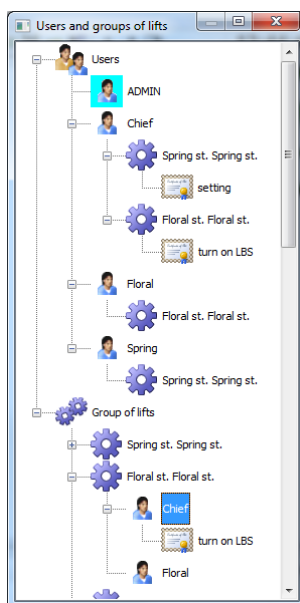 Users and groups of lifts
Users
ADMIN
Chief
Spring st. Spring st.
setting
Floral st. Floral st.
turn on LBS
Floral
Floral st. Floral st.
Spring
Spring st. Spring st.
Group of lifts
Spring st. Spring st.
Floral st. Floral st.
Chief
turn on LBS
Floral